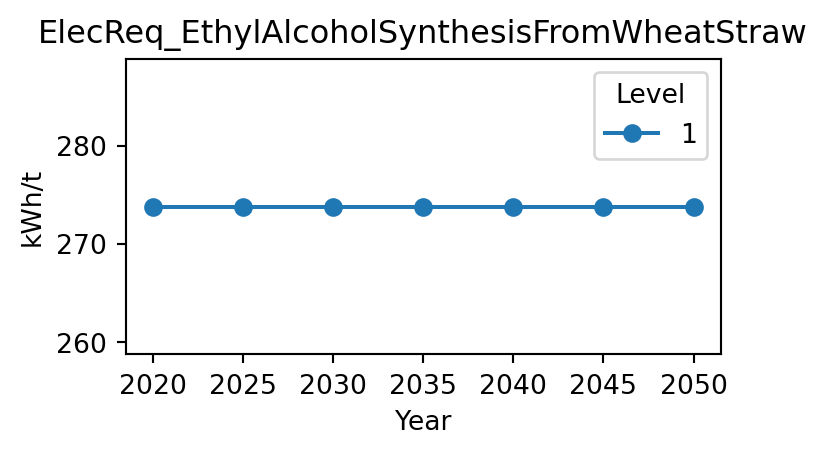 ElecReq_EthylAlcoholSynthesisFromWheatStraw
Level
1
280
270
260
kWh/t
2020 2025 2030 2035 2040 2045 2050
Year